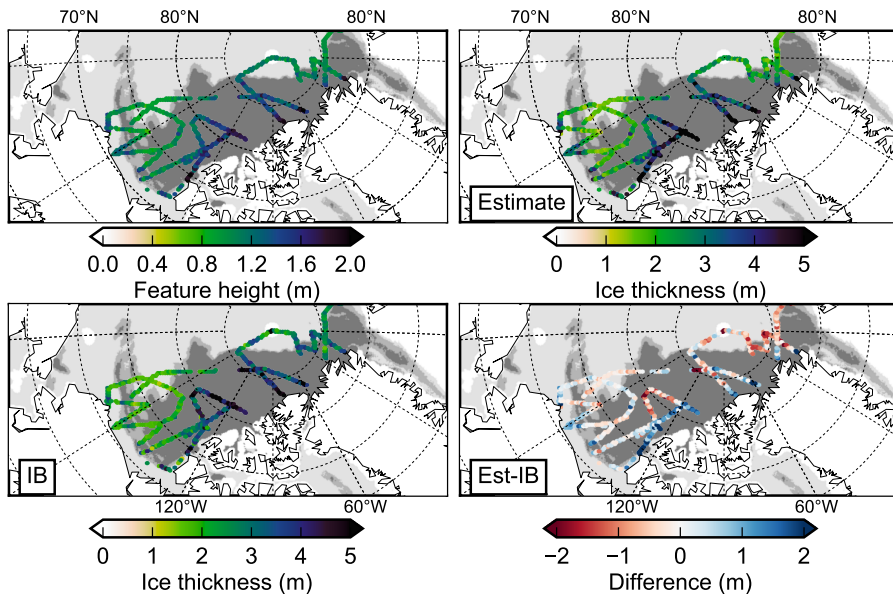 70°N 80°N 80°N 70°N 80°N 80°N
Estimate
0.0 0.4 0.8 1.2 1.6 2.0
Feature height (m)
0 1 2 3 4 5
Ice thickness (m)
IB
Est-IB
120°W 60°W 120°W 60°W
0 1 2 3 4 5
Ice thickness (m)
−2 −1 0 1 2
Difference (m)